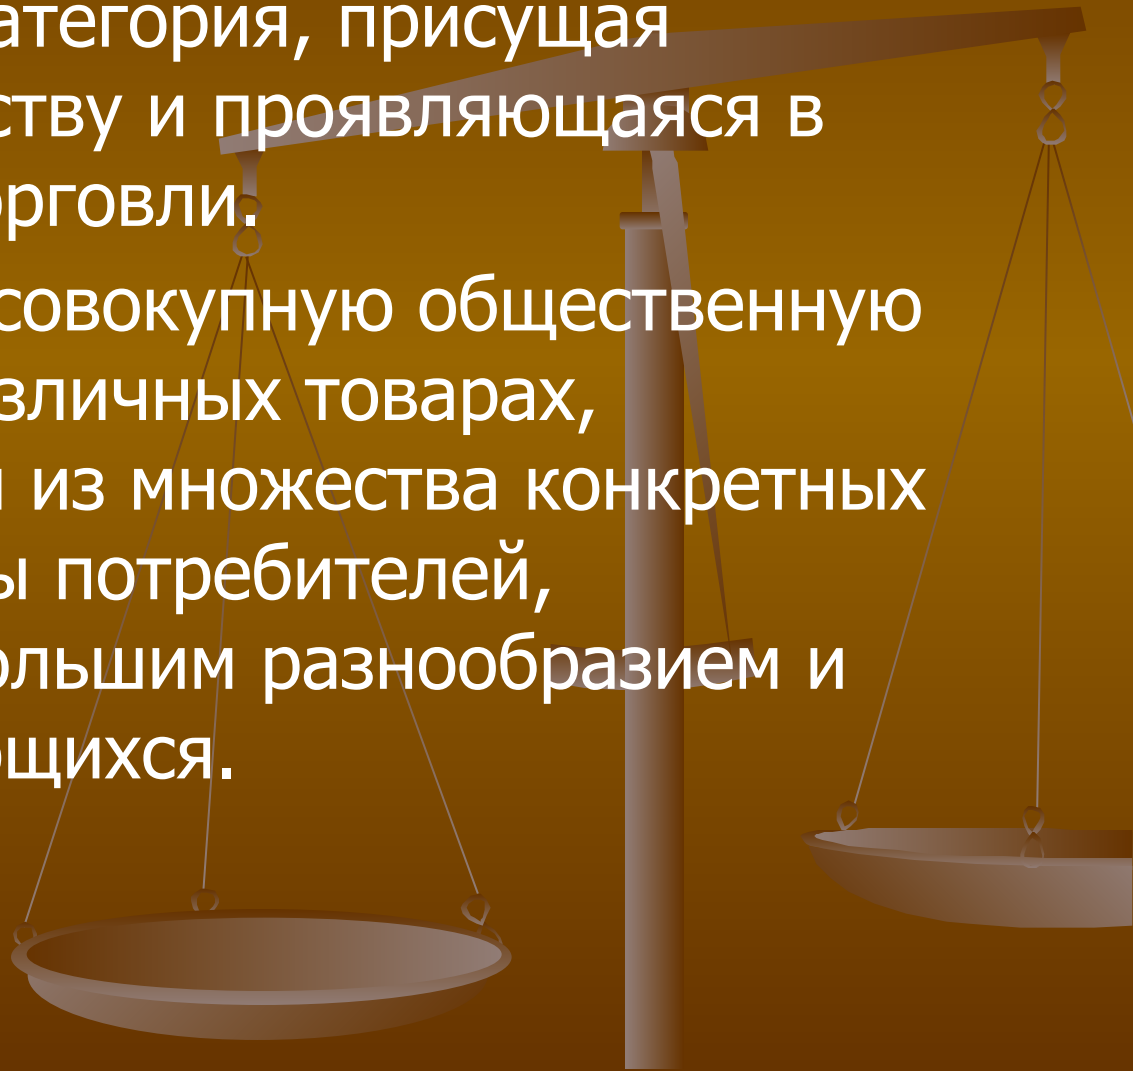 атегория, присущая
ству и проявляющаяся в
орговли.
совокупную общественную
зличных товарах,
из множества конкретных
ы потребителей,
ольшим разнообразием и
ющихся.